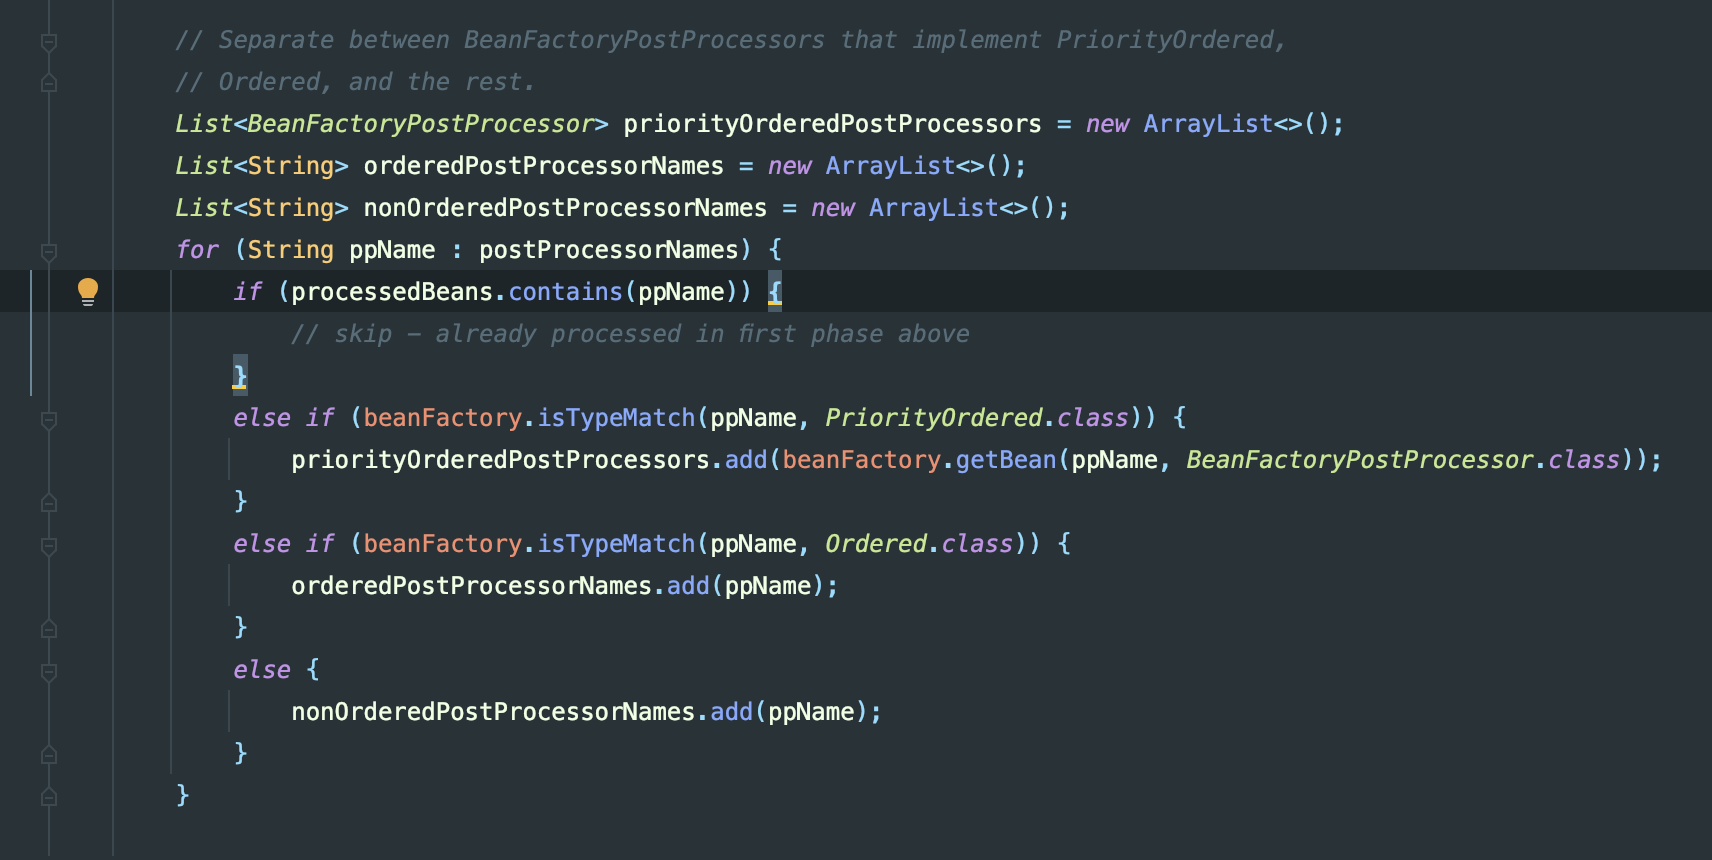 // Separate between BeanFactoryPostProcessors that implement PriorityOrdered,
// Ordered, and the rest.
List<BeanFactoryPostProcessor> priorityOrderedPostProcessors = new ArrayList<>();
List<String> orderedPostProcessorNames = new ArrayList<>();
List<String> nonOrderedPostProcessorNames = new ArrayList<>();
for (String ppName : postProcessorNames) {
    if (processedBeans.contains(ppName)) {
        // skip - already processed in first phase above
    }
    else if (beanFactory.isTypeMatch(ppName, PriorityOrdered.class)) {
        priorityOrderedPostProcessors.add(beanFactory.getBean(ppName, BeanFactoryPostProcessor.class));
    }
    else if (beanFactory.isTypeMatch(ppName, Ordered.class)) {
        orderedPostProcessorNames.add(ppName);
    }
    else {
        nonOrderedPostProcessorNames.add(ppName);
    }
}